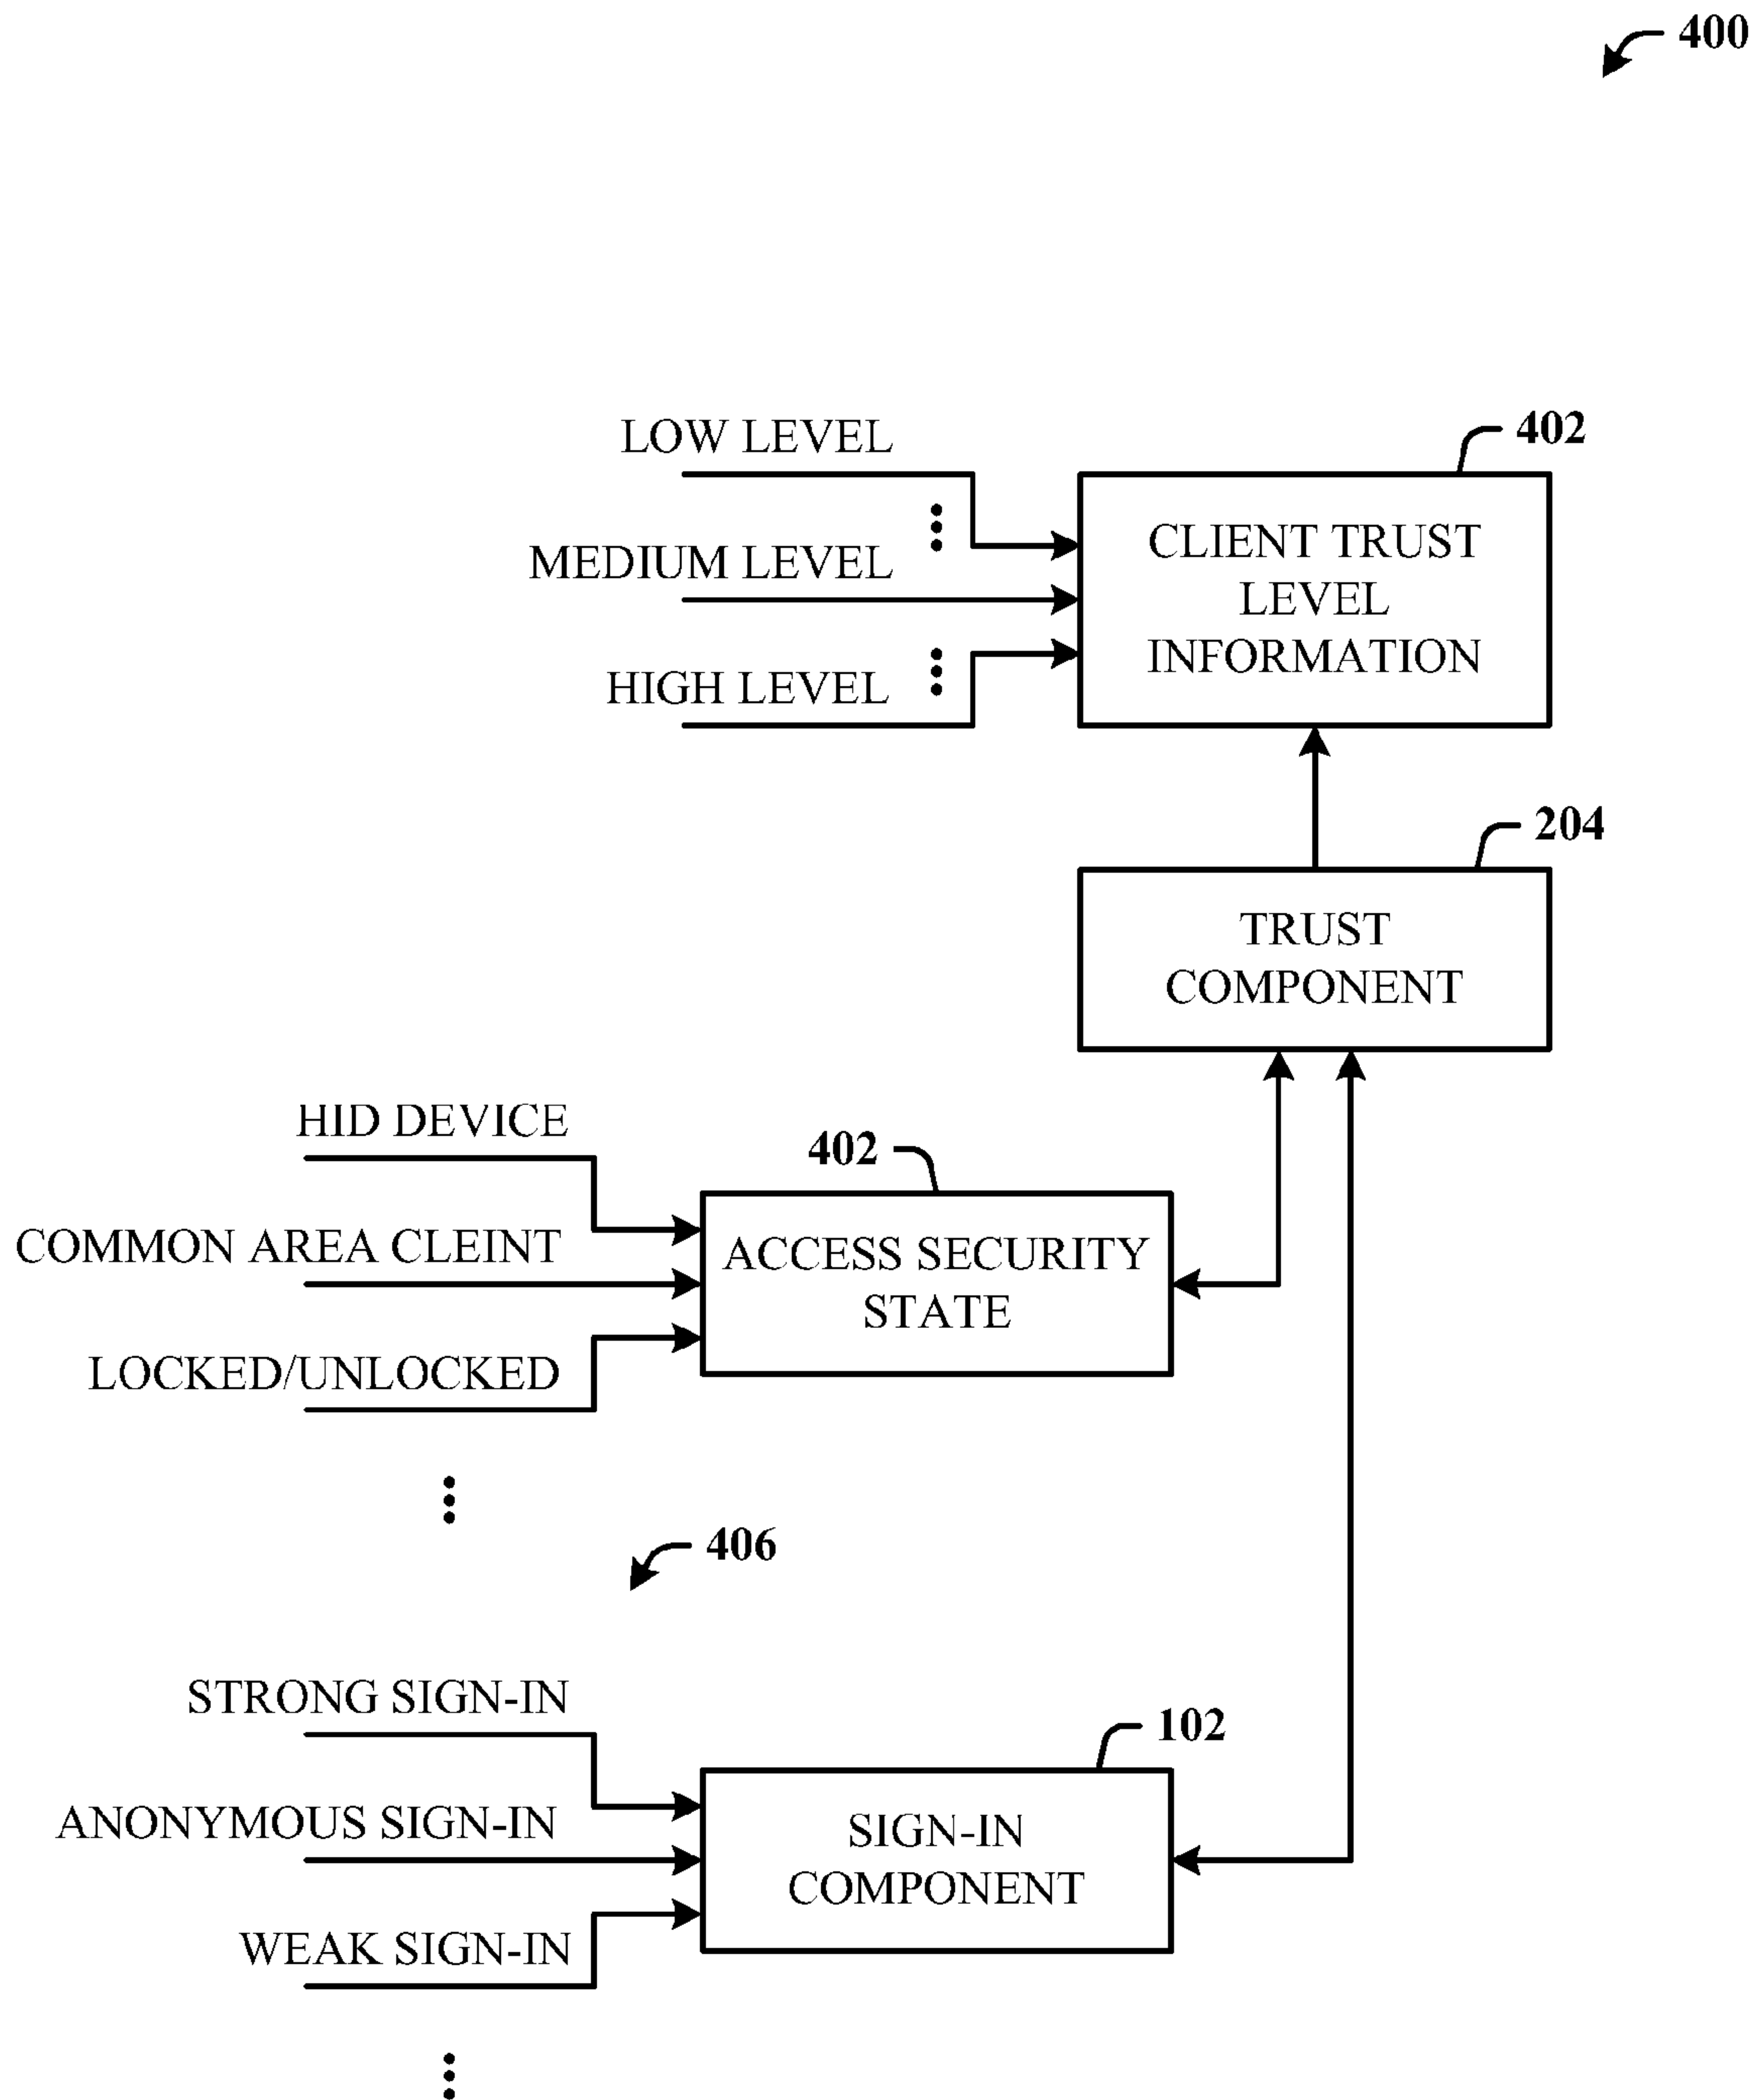 400
LOW LEVEL
402
MEDIUM LEVEL
CLIENT TRUST
LEVEL
INFORMATION
HIGH LEVEL
204
TRUST
COMPONENT
HID DEVICE
402
COMMON AREA CLEINT
ACCESS SECURITY
STATE
LOCKED/UNLOCKED
406
STRONG SIGN-IN
102
ANONYMOUS SIGN-IN
SIGN-IN
COMPONENT
WEAK SIGN-IN